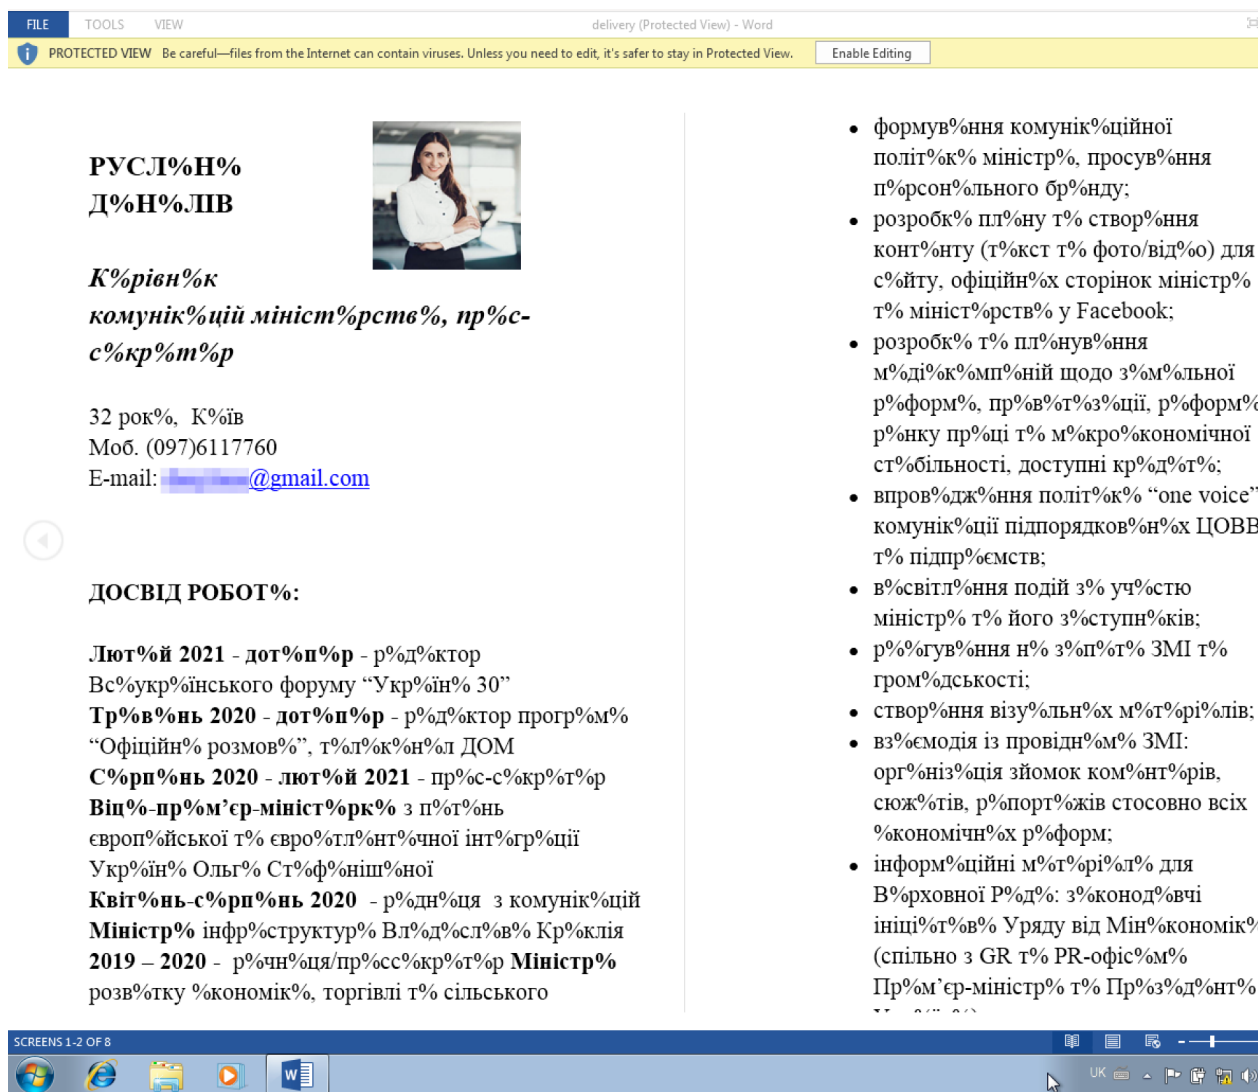 FILE TOOLS VIEW delivery (Protected View) - Word
PROTECTED VIEW Be careful—files from the Internet can contain viruses. Unless you need to edit, it's safer to stay in Protected View. Enable Editing
РУСЛ%Н%
Д%Н%ЛІВ
К%рівн%к
комунік%цій мініст%рств%, пр%с-
с%кр%т%р
32 рок%, К%їв
Моб. (097)6117760
E-mail: @gmail.com
ДОСВІД РОБОТ%:
Лют%й 2021 - дот%п%р - р%д%ктор
Вс%укр%їнського форуму “Укр%їн% 30”
Тр%в%нь 2020 - дот%п%р - р%д%ктор прогр%м%
“Офіційн% розмов%”, т%л%к%н%л ДОМ
С%рп%нь 2020 - лют%й 2021 - пр%с-с%кр%т%р
Віц%-пр%м’єр-мініст%рк% з п%т%нь
європ%йської т% євро%тл%нт%чної інт%гр%ції
Укр%їн% Ольг% Ст%ф%ніш%ної
Квіт%нь-с%рп%нь 2020 - р%дн%ця з комунік%цій
Міністр% інфр%структур% Вл%д%сл%в% Кр%клія
2019 – 2020 - р%чн%ця/пр%сс%кр%т%р Міністр%
розв%тку %кономік%, торгівлі т% сільського
● формув%ння комунік%ційної
політ%к% міністр%, просув%ння
п%рсон%льного бр%нду;
● розробк% пл%ну т% створ%ння
конт%нту (т%кст т% фото/від%о) для
с%йту, офіційн%х сторінок міністр%
т% мініст%рств% у Facebook;
● розробк% т% пл%нув%ння
м%ді%к%мп%ній щодо з%м%льної
р%форм%, пр%в%т%з%ції, р%форм%
р%нку пр%ці т% м%кро%кономічної
ст%більності, доступні кр%д%т%;
● впров%дж%ння політ%к% “one voice”
комунік%ції підпорядков%н%х ЦОВВ
т% підпр%ємств;
● в%світл%ння подій з% уч%стю
міністр% т% його з%ступн%ків;
● р%%гув%ння н% з%п%т% ЗМІ т%
гром%дськості;
● створ%ння візу%льн%х м%т%рі%лів;
● вз%ємодія із провідн%м% ЗМІ:
орг%ніз%ція зйомок ком%нт%рів,
сюж%тів, р%порт%жів стосовно всіх
%кономічн%х р%форм;
● інформ%ційні м%т%рі%л% для
В%рховної Р%д%: з%конод%вчі
ініці%т%в% Уряду від Мін%кономік%
(спільно з GR т% PR-офіс%м%
Пр%м’єр-міністр% т% Пр%з%д%нт%
SCREENS 1-2 OF 8
UK